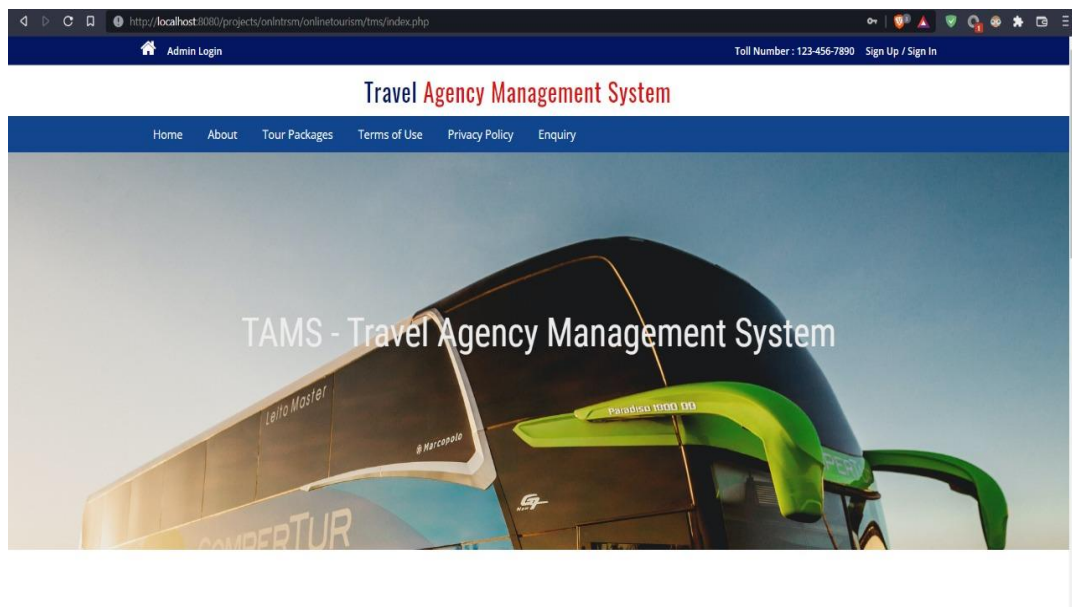 http://localhost:8080/projects/onlntrsm/onlinetourism/tms/index.php
Admin Login
Toll Number : 123-456-7890 Sign Up / Sign In
Travel Agency Management System
Home About Tour Packages Terms of Use Privacy Policy Enquiry
TAMS - Travel Agency Management System
Leito Master
Paradiso 1800 DD
Marcopolo
G7
COMPERTUR